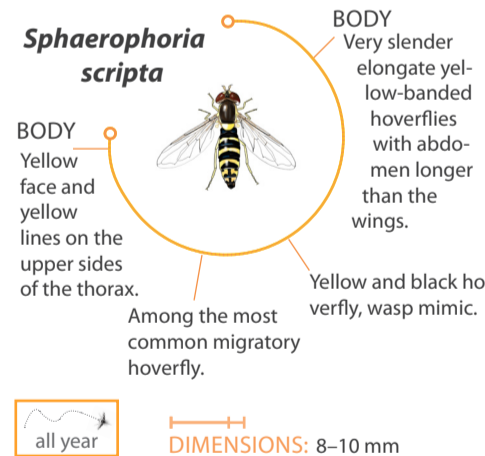 Sphaerophoria
scripta
BODY
Very slender
elongate yel-
low-banded
hoverflies
with abdo-
men longer
than the
wings.
BODY
Yellow
face and
yellow
lines on the
upper sides
of the thorax.
Yellow and black ho
verfly, wasp mimic.
Among the most
common migratory
hoverfly.
all year
DIMENSIONS: 8–10 mm